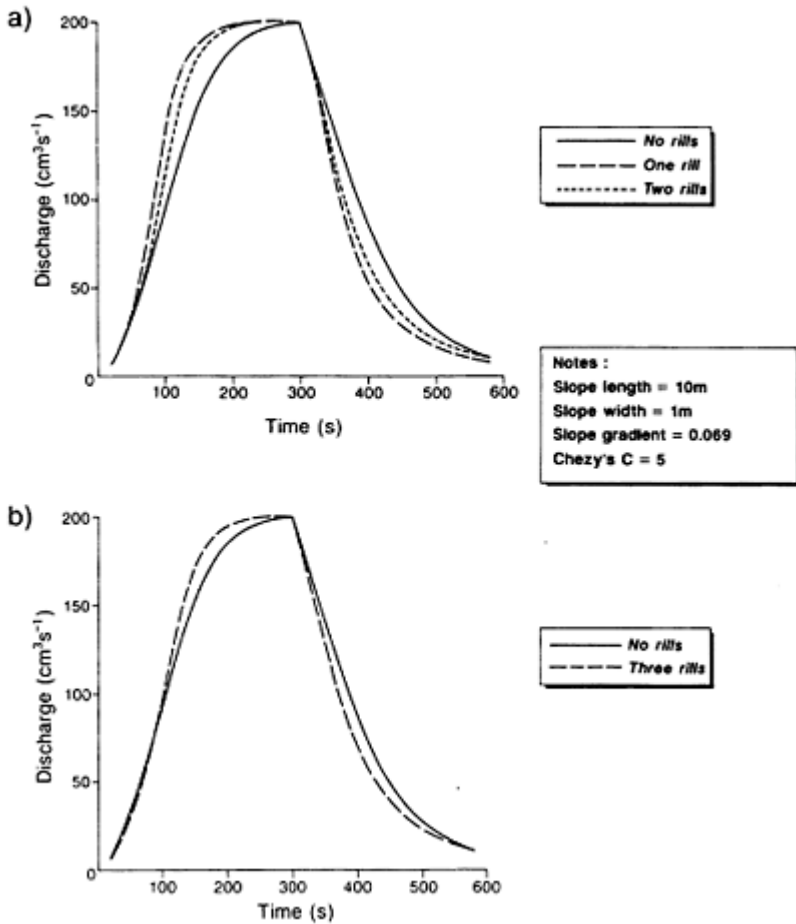 a)
200
150
100
50
0
Discharge (cm³s⁻¹)
100 200 300 400 500 600
Time (s)
No rills
One rill
Two rills
Notes :
Slope length = 10m
Slope width = 1m
Slope gradient = 0.069
Chezy's C = 5
b)
200
150
100
50
0
Discharge (cm³s⁻¹)
100 200 300 400 500 600
Time (s)
No rills
Three rills